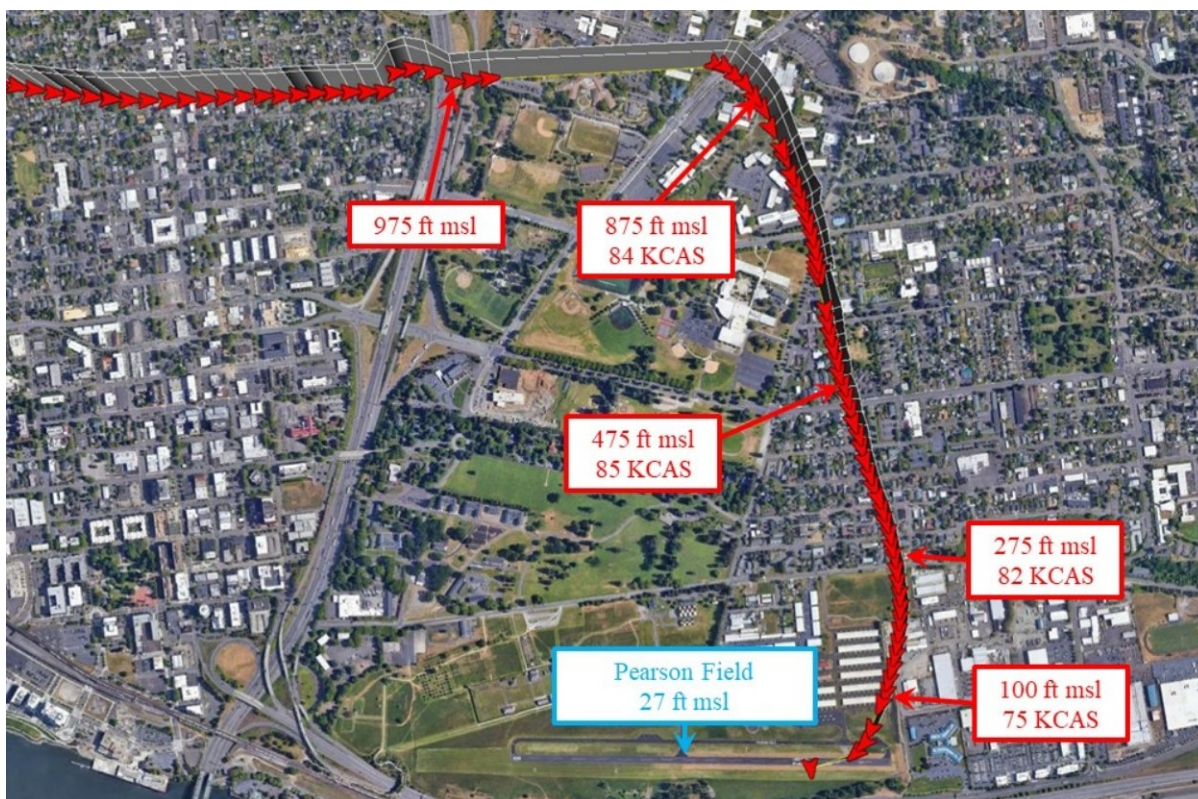 975 ft msl
875 ft msl
84 KCAS
475 ft msl
85 KCAS
275 ft msl
82 KCAS
Pearson Field
27 ft msl
100 ft msl
75 KCAS